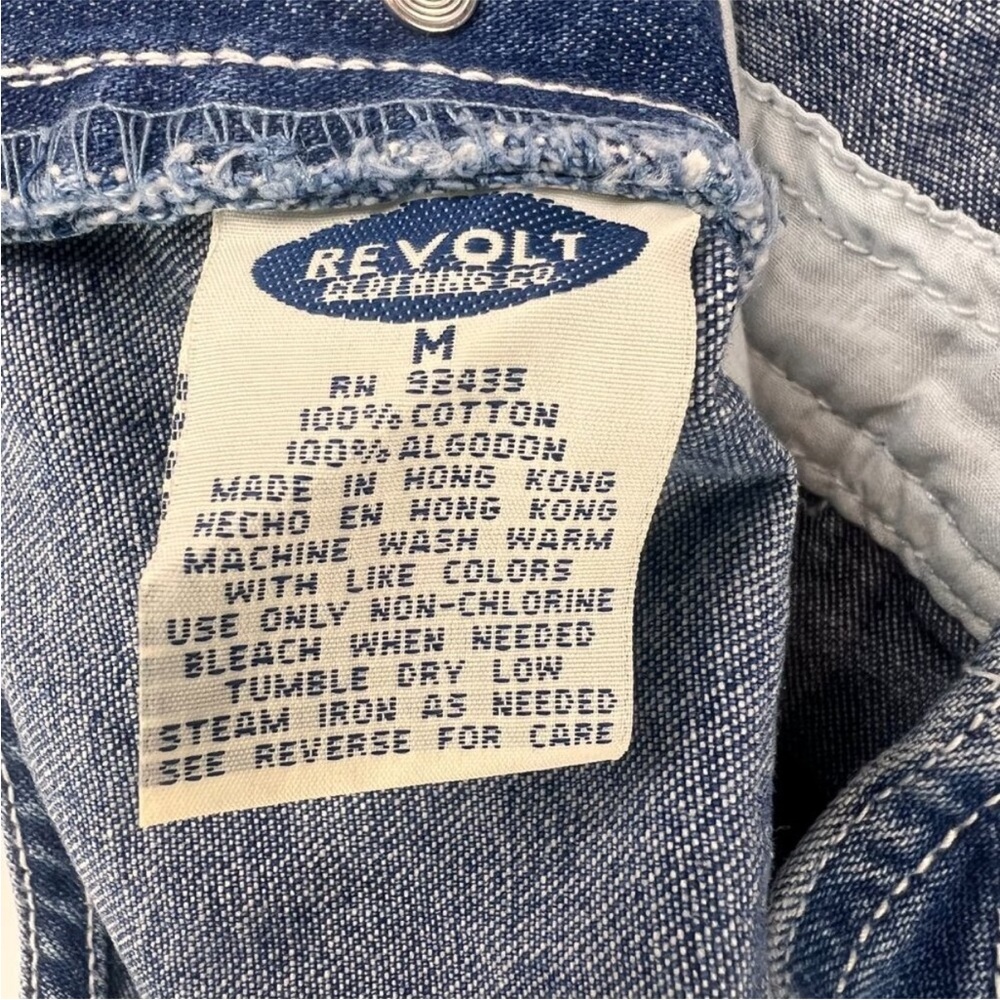 REVOLT
CLOTHING CO.
M
RN 92435
100% COTTON
100% ALGODON
MADE IN HONG KONG
HECHO EN HONG KONG
MACHINE WASH WARM
WITH LIKE COLORS
USE ONLY NON-CHLORINE
BLEACH WHEN NEEDED
TUMBLE DRY LOW
STEAM IRON AS NEEDED
SEE REVERSE FOR CARE